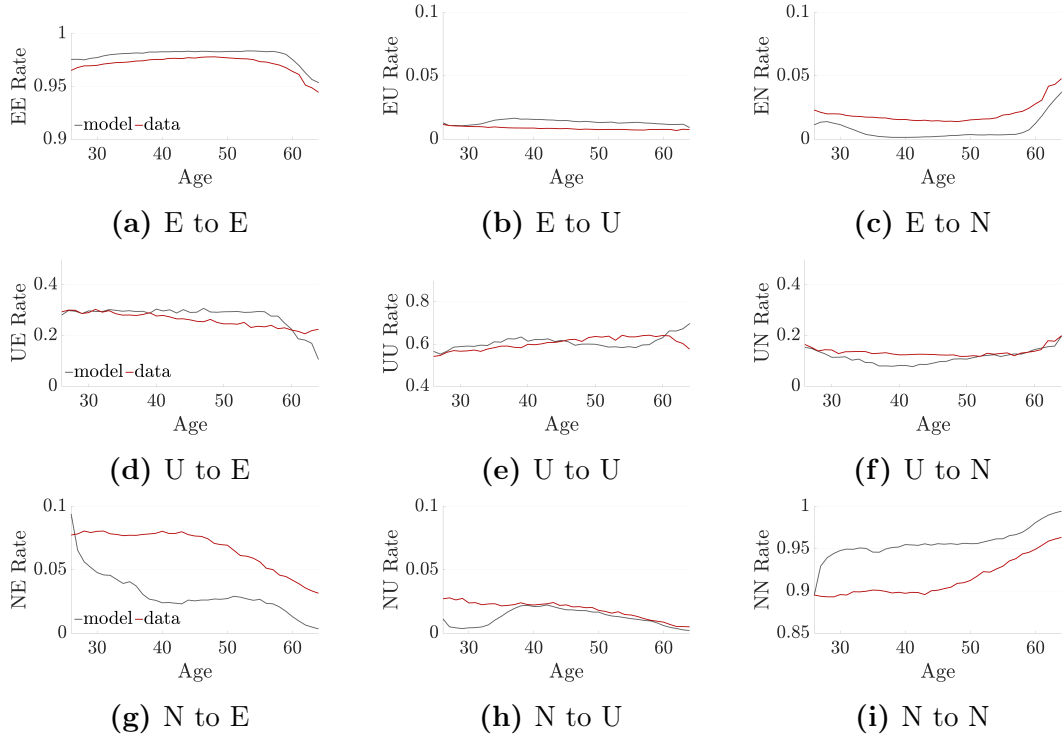 EE Rate
1
0.95
0.9
model data
30 40 50 60
Age
(a) E to E
EU Rate
0.1
0.05
0
30 40 50 60
Age
(b) E to U
EN Rate
0.1
0.05
0
30 40 50 60
Age
(c) E to N
UE Rate
0.4
0.2
0
model data
30 40 50 60
Age
(d) U to E
UU Rate
0.8
0.6
0.4
30 40 50 60
Age
(e) U to U
UN Rate
0.4
0.2
0
30 40 50 60
Age
(f) U to N
NE Rate
0.1
0.05
0
model data
30 40 50 60
Age
(g) N to E
NU Rate
0.1
0.05
0
30 40 50 60
Age
(h) N to U
NN Rate
1
0.95
0.9
0.85
30 40 50 60
Age
(i) N to N